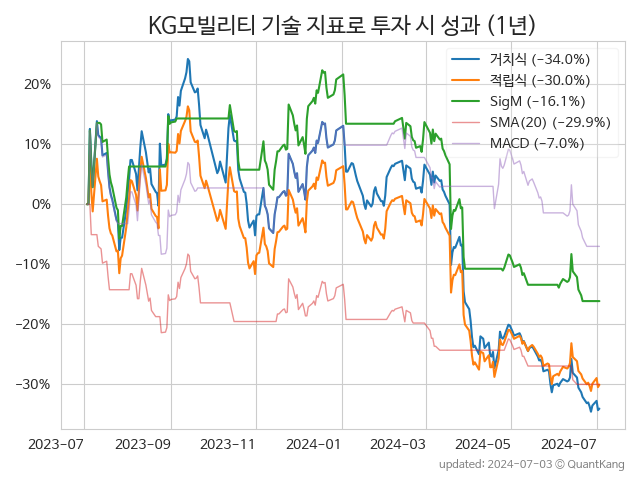 KG모빌리티 기술 지표로 투자 시 성과 (1년)
거치식 (−34.0%)
적립식 (−30.0%)
SigM (−16.1%)
SMA(20) (−29.9%)
MACD (−7.0%)
20%
10%
0%
−10%
−20%
−30%
2023-07 2023-09 2023-11 2024-01 2024-03 2024-05 2024-07
updated: 2024-07-03 ⓒ QuantKang